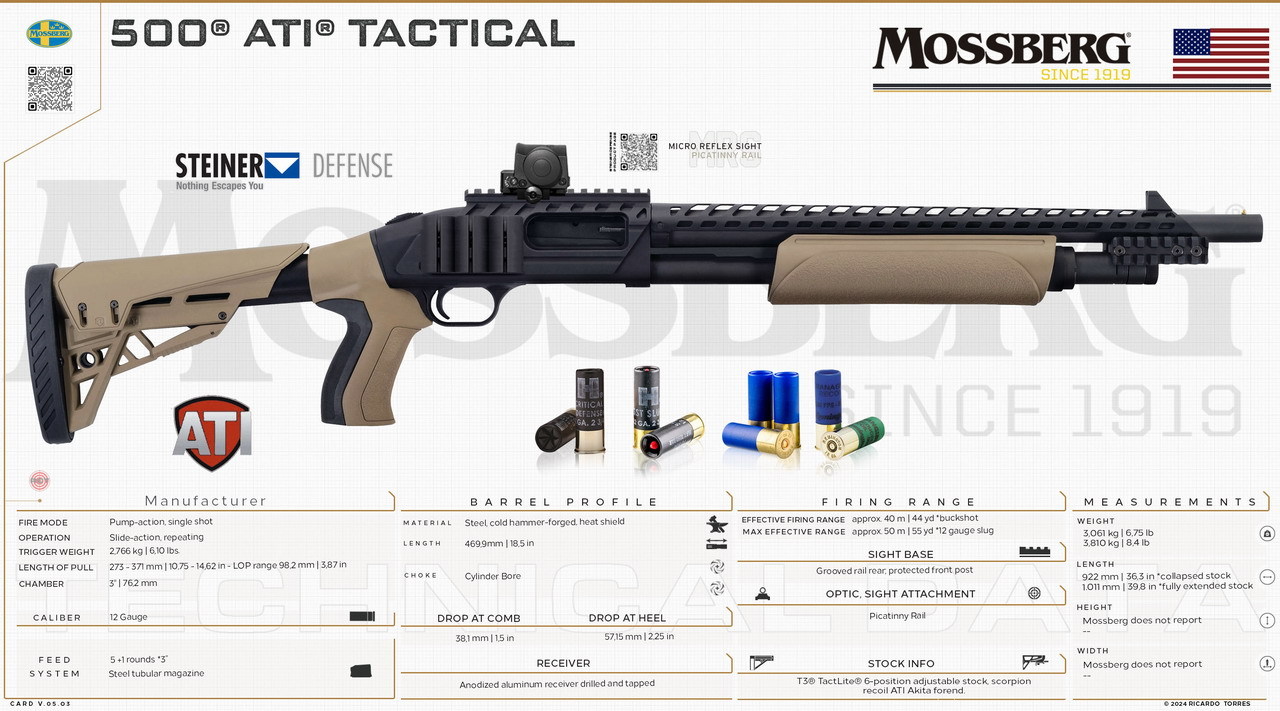 MOSSBERG
500® ATI® TACTICAL
MOSSBERG®
SINCE 1919
STEINER DEFENSE
Nothing Escapes You
MRS
MICRO REFLEX SIGHT
PICATINNY RAIL
MOSSBERG®
SINCE 1919
ATI
CRITICAL
DEFENSE
Manufacturer
FIRE MODE Pump-action, single shot
OPERATION Slide-action, repeating
TRIGGER WEIGHT 2,766 kg | 6,10 lbs.
LENGTH OF PULL 273 - 371 mm | 10.75 - 14,62 in - LOP range 98,2 mm | 3,87 in
CHAMBER 3" | 76,2 mm
CALIBER 12 Gauge
FEED SYSTEM 5 +1 rounds *3"
Steel tubular magazine
BARREL PROFILE
MATERIAL Steel, cold hammer-forged, heat shield
LENGTH 469,9mm | 18,5 in
CHOKE Cylinder Bore
DROP AT COMB DROP AT HEEL
38,1 mm | 1,5 in 57,15 mm | 2,25 in
RECEIVER
Anodized aluminum receiver drilled and tapped
FIRING RANGE
EFFECTIVE FIRING RANGE approx. 40 m | 44 yd *buckshot
MAX EFFECTIVE RANGE approx. 50 m | 55 yd *12 gauge slug
SIGHT BASE
Grooved rail rear, protected front post
OPTIC, SIGHT ATTACHMENT
Picatinny Rail
STOCK INFO
T3® TactLite® 6-position adjustable stock, scorpion
recoil ATI Akita forend.
MEASUREMENTS
WEIGHT
3,061 kg | 6,75 lb
3,810 kg | 8,4 lb
LENGTH
922 mm | 36,3 in *collapsed stock
1.011 mm | 39,8 in *fully extended stock
HEIGHT
Mossberg does not report
--
WIDTH
Mossberg does not report
--
TECHNICAL DATA
CARD V.05.03
© 2024 RICARDO TORRES